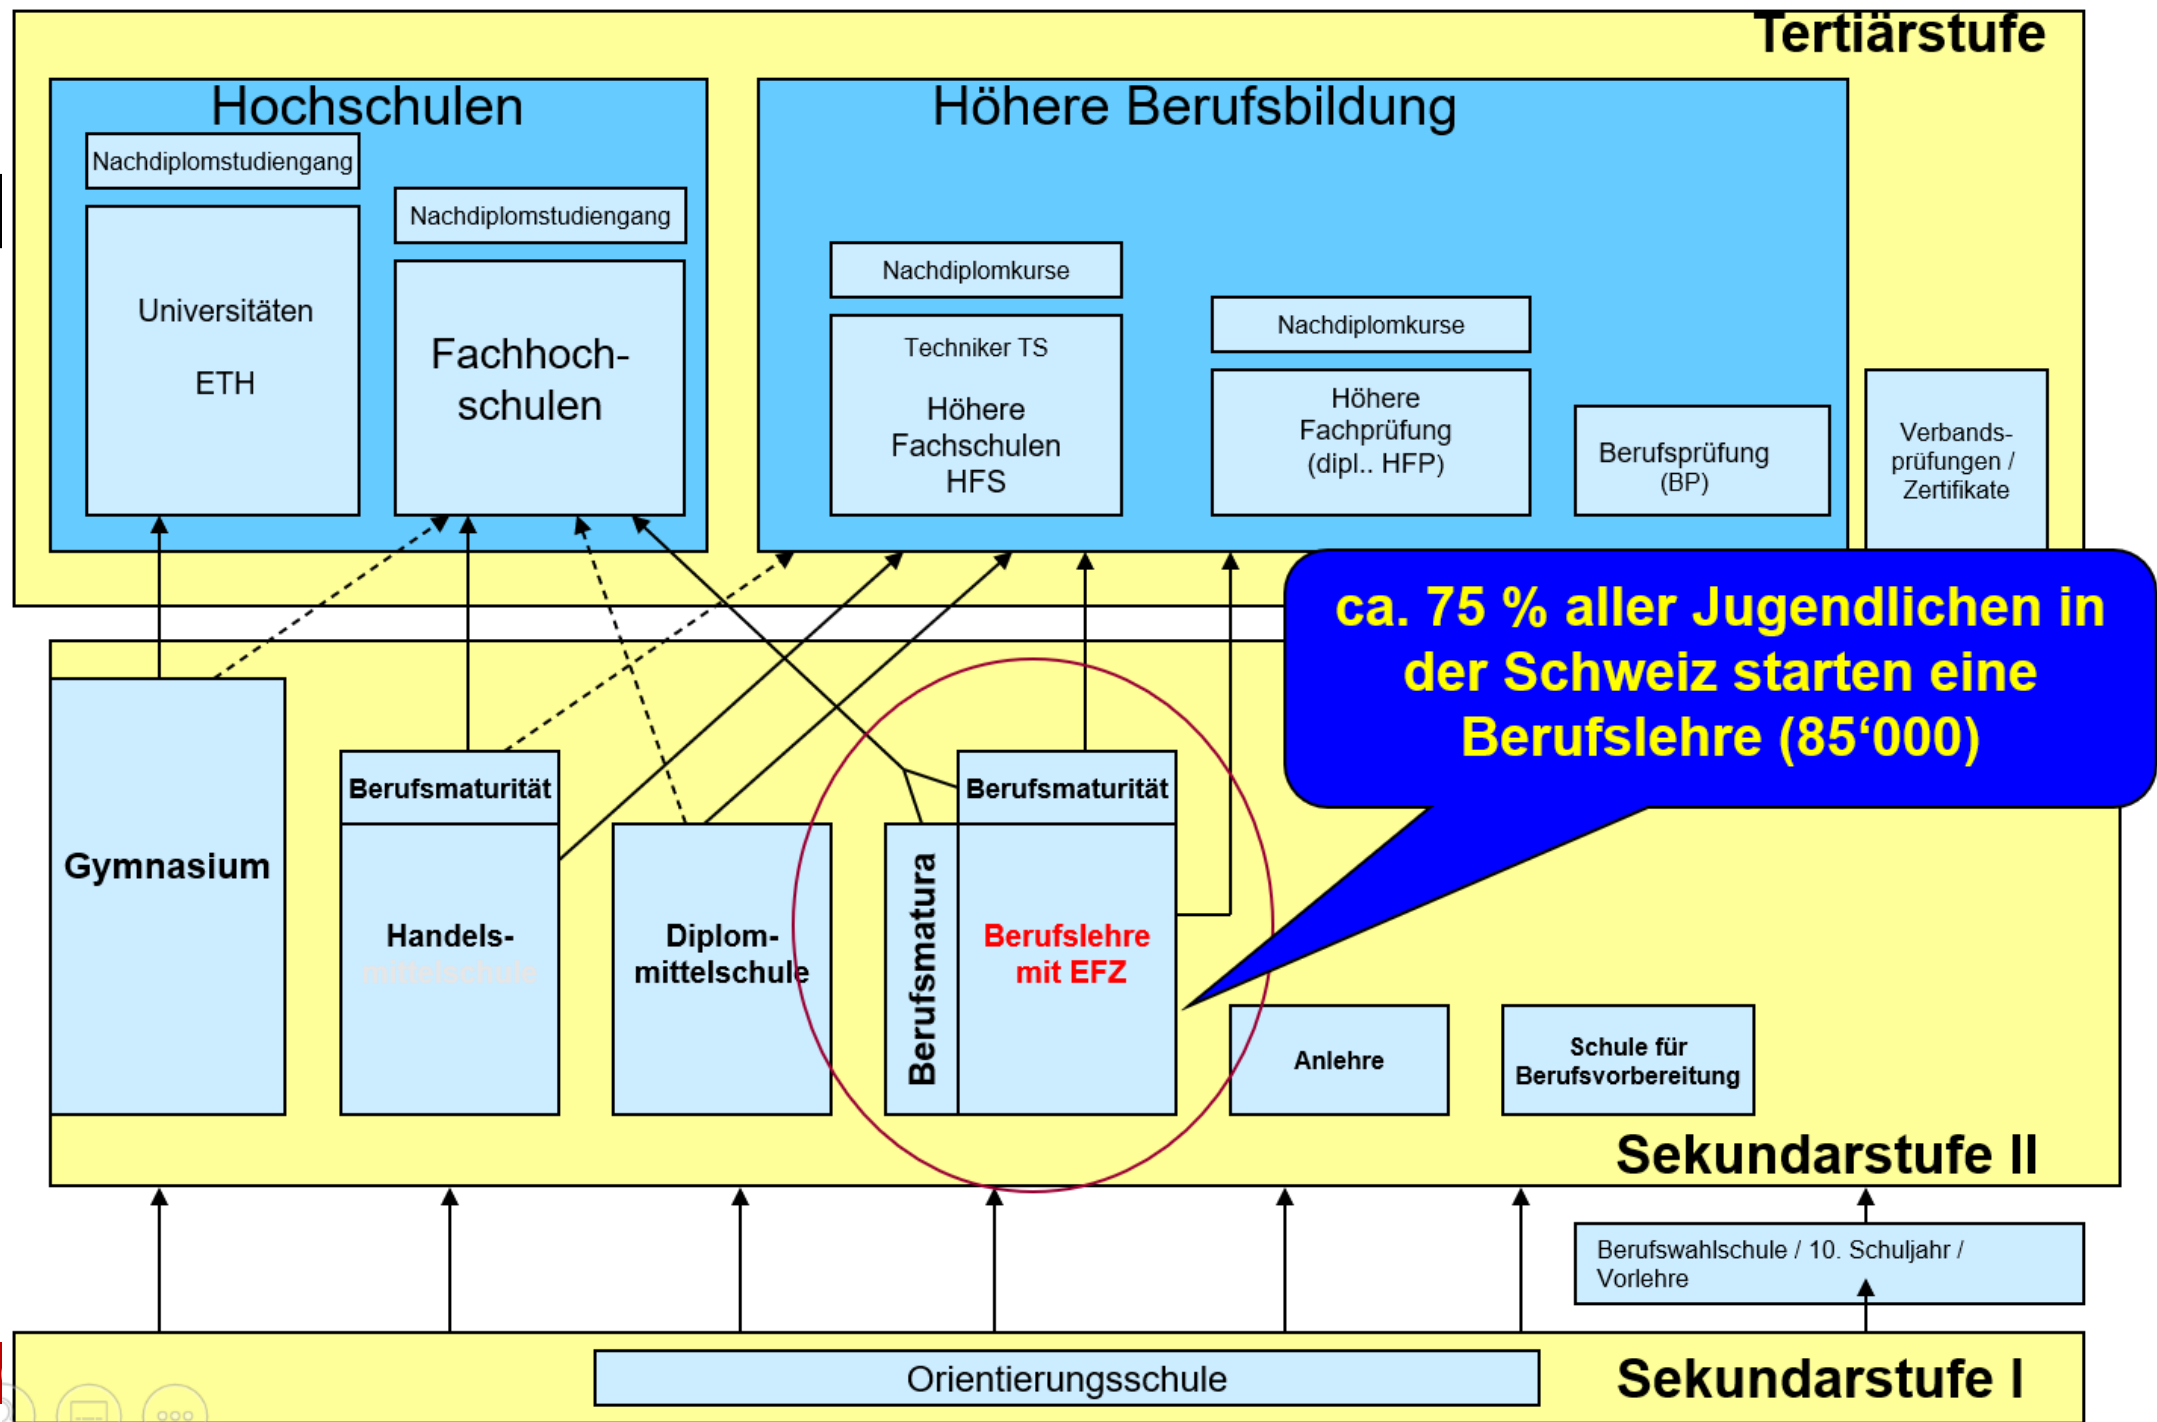 Tertiärstufe
Hochschulen
Höhere Berufsbildung
Nachdiplomstudiengang
Nachdiplomstudiengang
Universitäten
ETH
Fachhoch-
schulen
Nachdiplomkurse
Techniker TS
Höhere
Fachschulen
HFS
Nachdiplomkurse
Höhere
Fachprüfung
(dipl.. HFP)
Berufsprüfung
(BP)
Verbands-
prüfungen /
Zertifikate
ca. 75 % aller Jugendlichen in
der Schweiz starten eine
Berufslehre (85‘000)
Gymnasium
Berufsmaturität
Handels-
mittelschule
Diplom-
mittelschule
Berufsmatura
Berufsmaturität
Berufslehre
mit EFZ
Anlehre
Schule für
Berufsvorbereitung
Sekundarstufe II
Berufswahlschule / 10. Schuljahr /
Vorlehre
Orientierungsschule
Sekundarstufe I